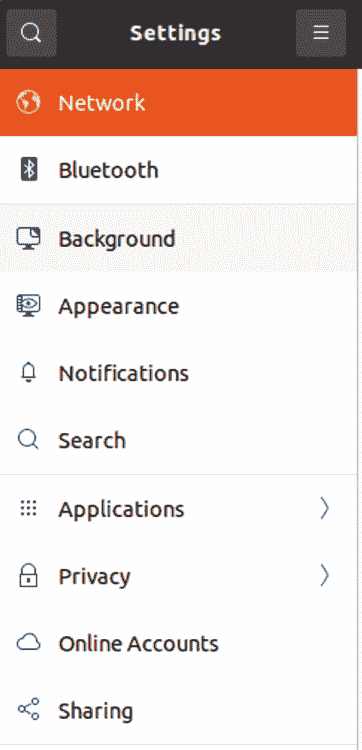 Settings
Network
Bluetooth
Background
Appearance
Notifications
Search
Applications
Privacy
Online Accounts
Sharing